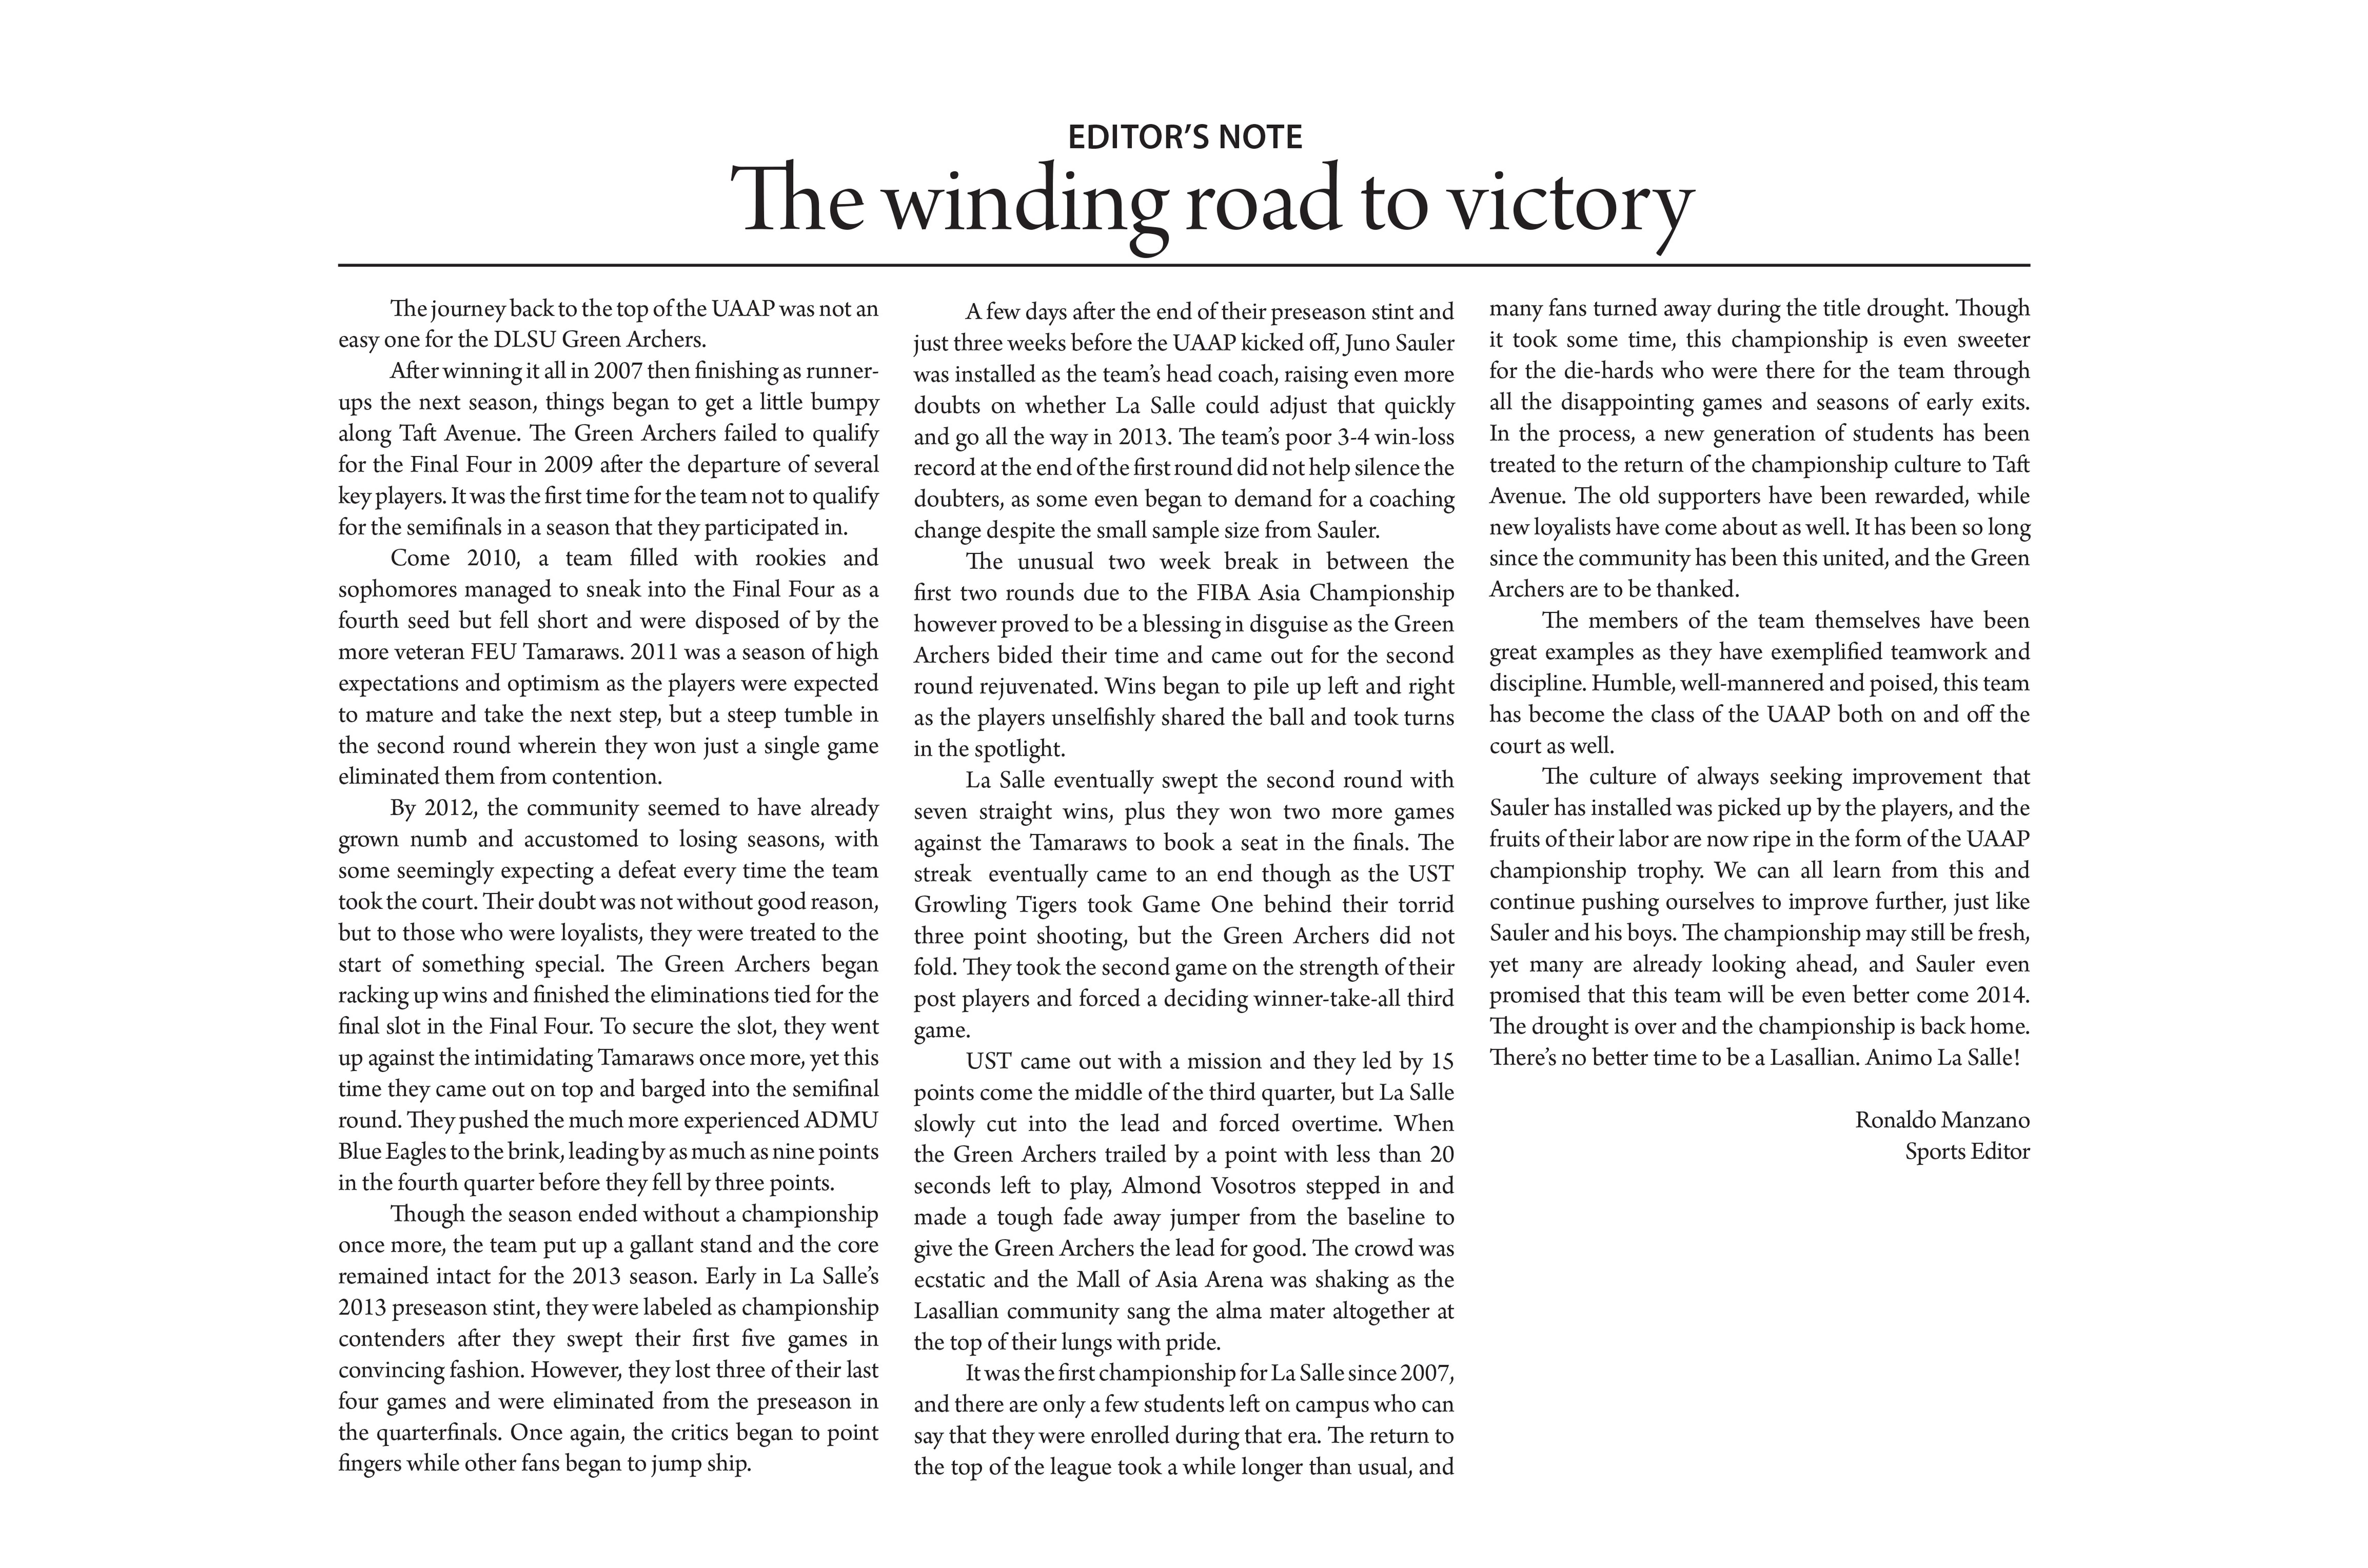 EDITOR’S NOTE
The winding road to victory
The journey back to the top of the UAAP was not an
easy one for the DLSU Green Archers.
After winning it all in 2007 then finishing as runner-
ups the next season, things began to get a little bumpy
along Taft Avenue. The Green Archers failed to qualify
for the Final Four in 2009 after the departure of several
key players. It was the first time for the team not to qualify
for the semifinals in a season that they participated in.
Come 2010, a team filled with rookies and
sophomores managed to sneak into the Final Four as a
fourth seed but fell short and were disposed of by the
more veteran FEU Tamaraws. 2011 was a season of high
expectations and optimism as the players were expected
to mature and take the next step, but a steep tumble in
the second round wherein they won just a single game
eliminated them from contention.
By 2012, the community seemed to have already
grown numb and accustomed to losing seasons, with
some seemingly expecting a defeat every time the team
took the court. Their doubt was not without good reason,
but to those who were loyalists, they were treated to the
start of something special. The Green Archers began
racking up wins and finished the eliminations tied for the
final slot in the Final Four. To secure the slot, they went
up against the intimidating Tamaraws once more, yet this
time they came out on top and barged into the semifinal
round. They pushed the much more experienced ADMU
Blue Eagles to the brink, leading by as much as nine points
in the fourth quarter before they fell by three points.
Though the season ended without a championship
once more, the team put up a gallant stand and the core
remained intact for the 2013 season. Early in La Salle’s
2013 preseason stint, they were labeled as championship
contenders after they swept their first five games in
convincing fashion. However, they lost three of their last
four games and were eliminated from the preseason in
the quarterfinals. Once again, the critics began to point
fingers while other fans began to jump ship.
A few days after the end of their preseason stint and
just three weeks before the UAAP kicked off, Juno Sauler
was installed as the team’s head coach, raising even more
doubts on whether La Salle could adjust that quickly
and go all the way in 2013. The team’s poor 3-4 win-loss
record at the end of the first round did not help silence the
doubters, as some even began to demand for a coaching
change despite the small sample size from Sauler.
The unusual two week break in between the
first two rounds due to the FIBA Asia Championship
however proved to be a blessing in disguise as the Green
Archers bided their time and came out for the second
round rejuvenated. Wins began to pile up left and right
as the players unselfishly shared the ball and took turns
in the spotlight.
La Salle eventually swept the second round with
seven straight wins, plus they won two more games
against the Tamaraws to book a seat in the finals. The
streak eventually came to an end though as the UST
Growling Tigers took Game One behind their torrid
three point shooting, but the Green Archers did not
fold. They took the second game on the strength of their
post players and forced a deciding winner-take-all third
game.
UST came out with a mission and they led by 15
points come the middle of the third quarter, but La Salle
slowly cut into the lead and forced overtime. When
the Green Archers trailed by a point with less than 20
seconds left to play, Almond Vosotros stepped in and
made a tough fade away jumper from the baseline to
give the Green Archers the lead for good. The crowd was
ecstatic and the Mall of Asia Arena was shaking as the
Lasallian community sang the alma mater altogether at
the top of their lungs with pride.
It was the first championship for La Salle since 2007,
and there are only a few students left on campus who can
say that they were enrolled during that era. The return to
the top of the league took a while longer than usual, and
many fans turned away during the title drought. Though
it took some time, this championship is even sweeter
for the die-hards who were there for the team through
all the disappointing games and seasons of early exits.
In the process, a new generation of students has been
treated to the return of the championship culture to Taft
Avenue. The old supporters have been rewarded, while
new loyalists have come about as well. It has been so long
since the community has been this united, and the Green
Archers are to be thanked.
The members of the team themselves have been
great examples as they have exemplified teamwork and
discipline. Humble, well-mannered and poised, this team
has become the class of the UAAP both on and off the
court as well.
The culture of always seeking improvement that
Sauler has installed was picked up by the players, and the
fruits of their labor are now ripe in the form of the UAAP
championship trophy. We can all learn from this and
continue pushing ourselves to improve further, just like
Sauler and his boys. The championship may still be fresh,
yet many are already looking ahead, and Sauler even
promised that this team will be even better come 2014.
The drought is over and the championship is back home.
There’s no better time to be a Lasallian. Animo La Salle!
Ronaldo Manzano
Sports Editor